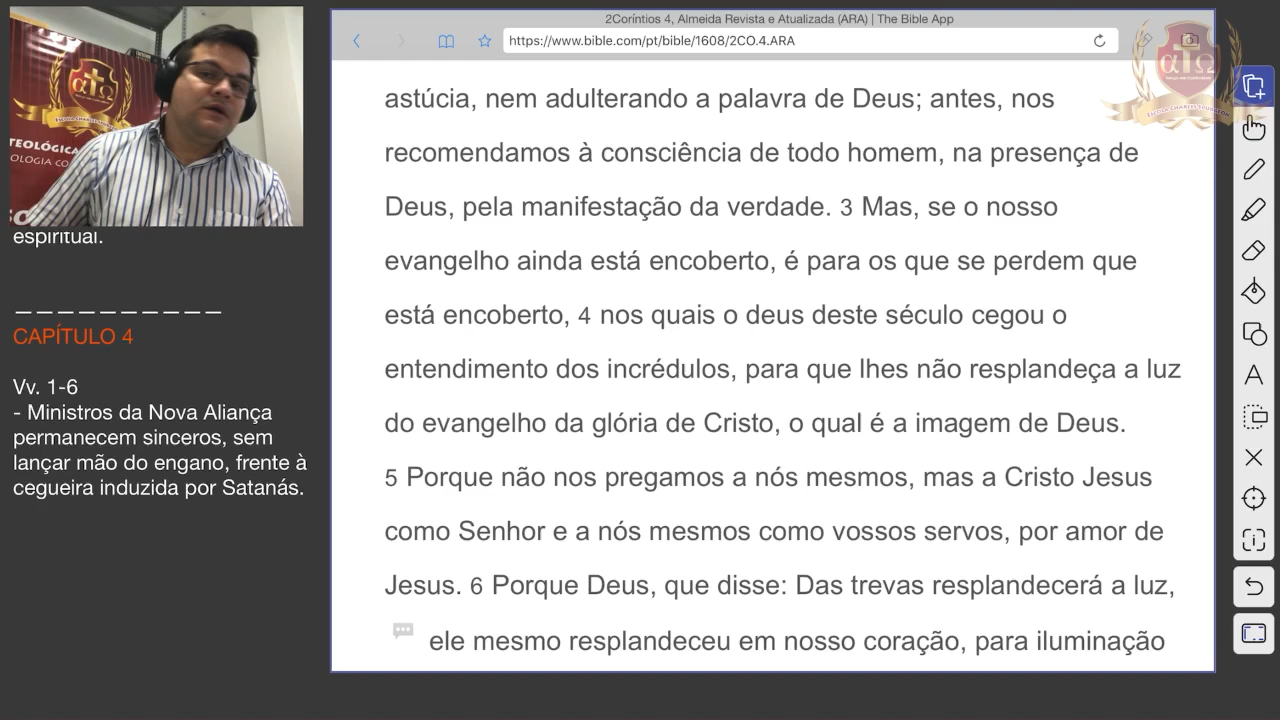 2Coríntios 4, Almeida Revista e Atualizada (ARA) | The Bible App
https://www.bible.com/pt/bible/1608/2CO.4.ARA
astúcia, nem adulterando a palavra de Deus; antes, nos
recomendamos à consciência de todo homem, na presença de
Deus, pela manifestação da verdade. 3 Mas, se o nosso
evangelho ainda está encoberto, é para os que se perdem que
está encoberto, 4 nos quais o deus deste século cegou o
entendimento dos incrédulos, para que lhes não resplandeça a luz
do evangelho da glória de Cristo, o qual é a imagem de Deus.
5 Porque não nos pregamos a nós mesmos, mas a Cristo Jesus
como Senhor e a nós mesmos como vossos servos, por amor de
Jesus. 6 Porque Deus, que disse: Das trevas resplandecerá a luz,
ele mesmo resplandeceu em nosso coração, para iluminação
espiritual.
__________
CAPÍTULO 4
Vv. 1-6
- Ministros da Nova Aliança
permanecem sinceros, sem
lançar mão do engano, frente à
cegueira induzida por Satanás.
TEOLÓGICA
OLOGIA CO
α Ω
ESCOLA CHARLES SPURGEON
A